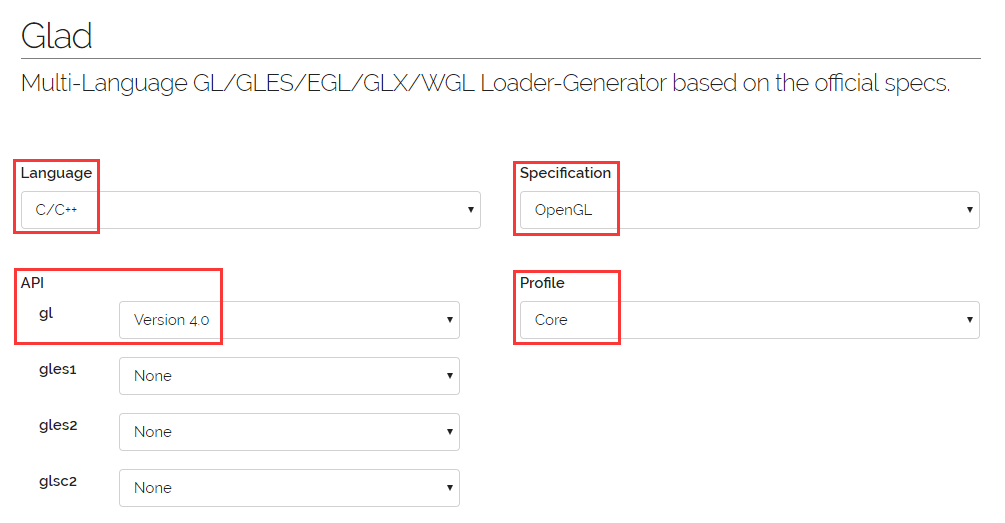 Glad
Multi-Language GL/GLES/EGL/GLX/WGL Loader-Generator based on the official specs.
Language
Specification
C/C++
OpenGL
API
Profile
gl
Version 4.0
Core
gles1
None
gles2
None
glsc2
None